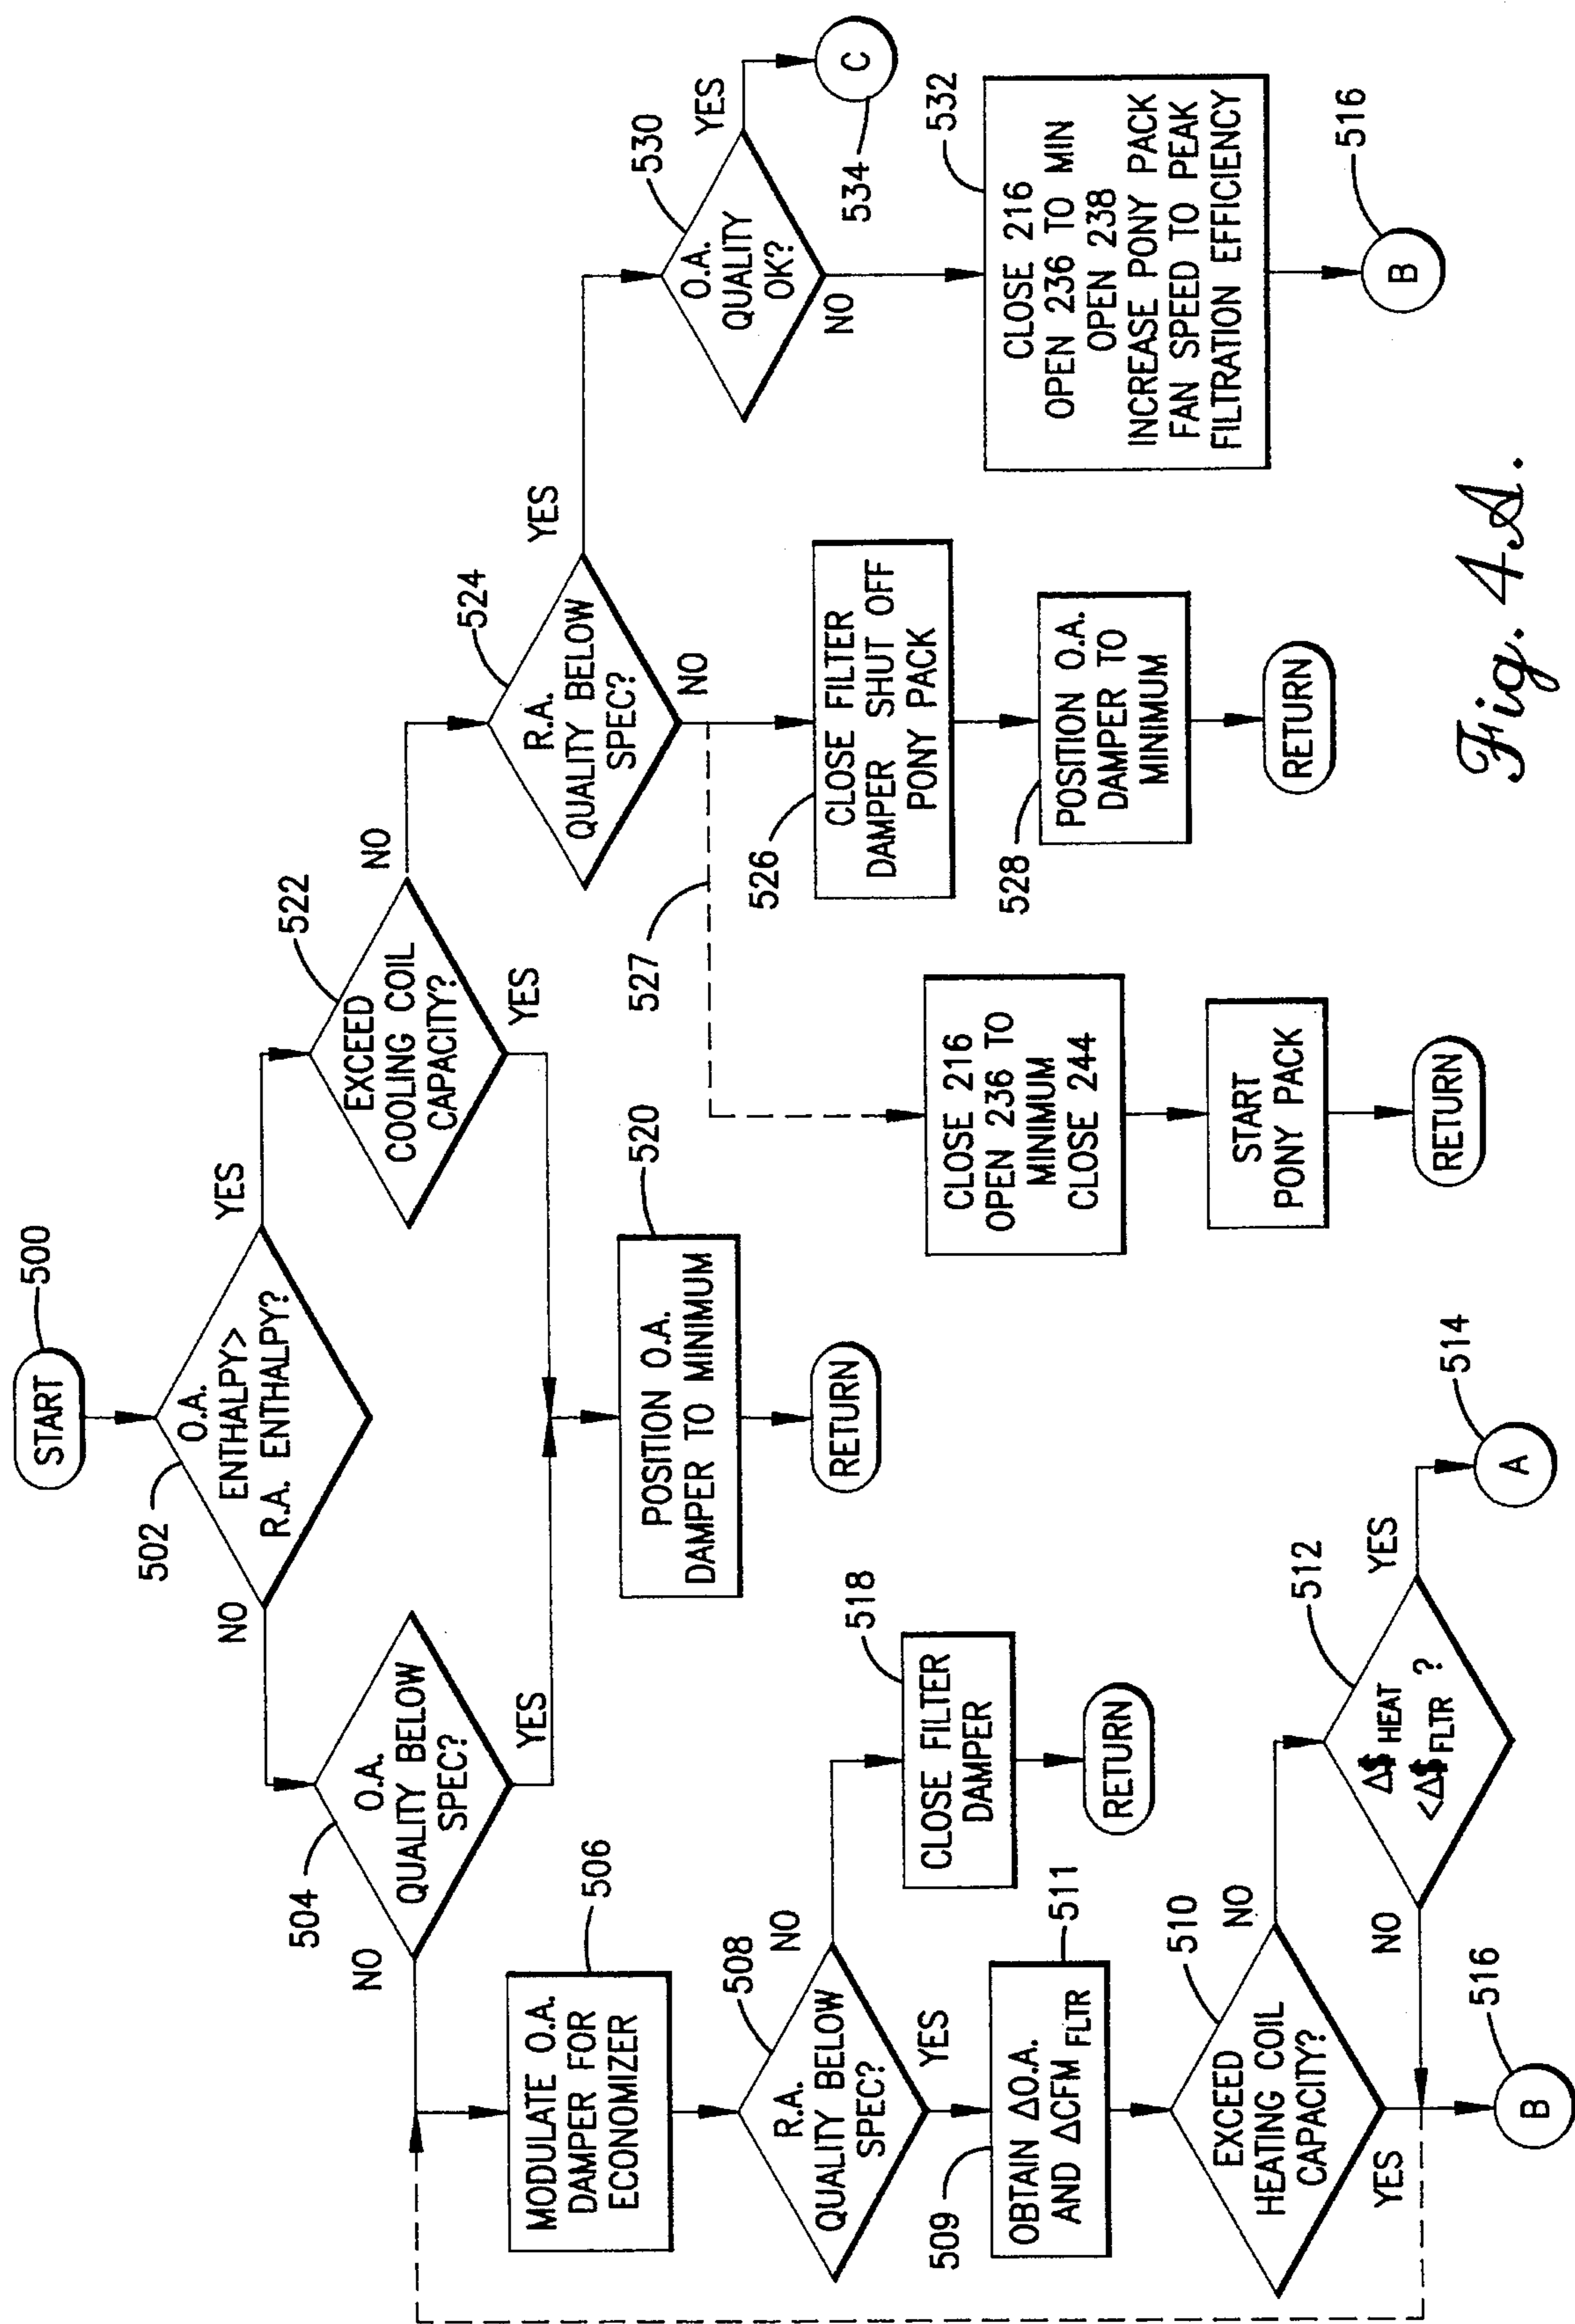 START
500
502
O.A.
ENTHALPY>
R.A. ENTHALPY?
NO
YES
504
O.A.
QUALITY BELOW
SPEC?
NO
YES
522
EXCEED
COOLING COIL
CAPACITY?
NO
YES
520
POSITION O.A.
DAMPER TO MINIMUM
RETURN
506
MODULATE O.A.
DAMPER FOR
ECONOMIZER
508
R.A.
QUALITY BELOW
SPEC?
NO
YES
518
CLOSE FILTER
DAMPER
RETURN
509
511
OBTAIN ΔO.A.
AND ΔCFM FLTR
510
EXCEED
HEATING COIL
CAPACITY?
NO
YES
512
Δ$ HEAT
<Δ$ FLTR ?
YES
NO
A
514
B
516
524
R.A.
QUALITY BELOW
SPEC?
YES
NO
527
CLOSE 216
OPEN 236 TO
MINIMUM
CLOSE 244
START
PONY PACK
RETURN
526
CLOSE FILTER
DAMPER SHUT OFF
PONY PACK
528
POSITION O.A.
DAMPER TO
MINIMUM
RETURN
530
O.A.
QUALITY
OK?
YES
NO
C
534
532
CLOSE 216
OPEN 236 TO MIN
OPEN 238
INCREASE PONY PACK
FAN SPEED TO PEAK
FILTRATION EFFICIENCY
B
516
Fig. 4A.